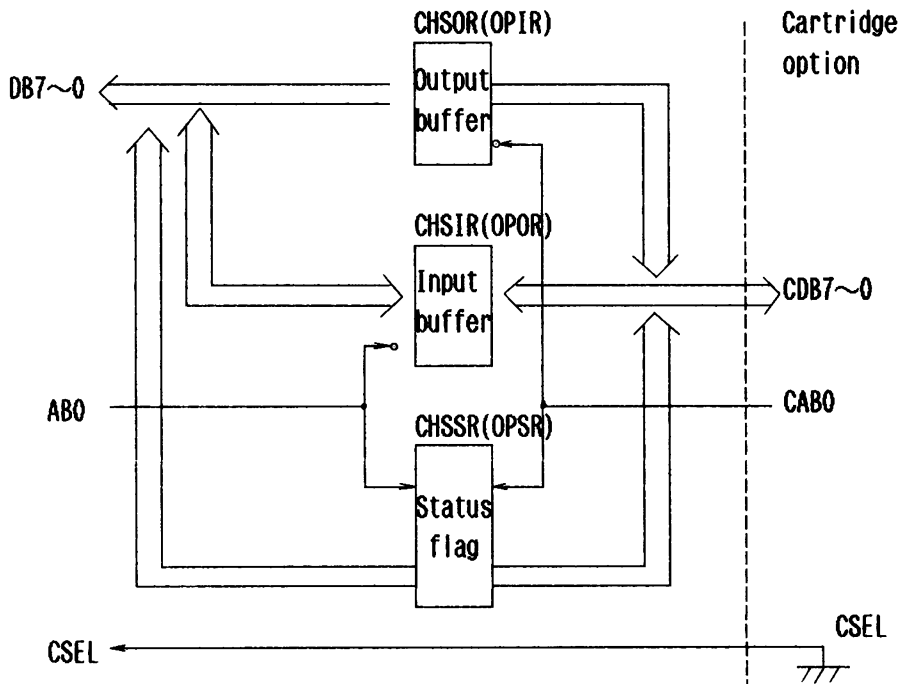 CHSOR(OPIR)
Cartridge
option
DB7～0
Output
buffer
CHSIR(OPOR)
Input
buffer
CDB7～0
AB0
CAB0
CHSSR(OPSR)
Status
flag
CSEL
CSEL